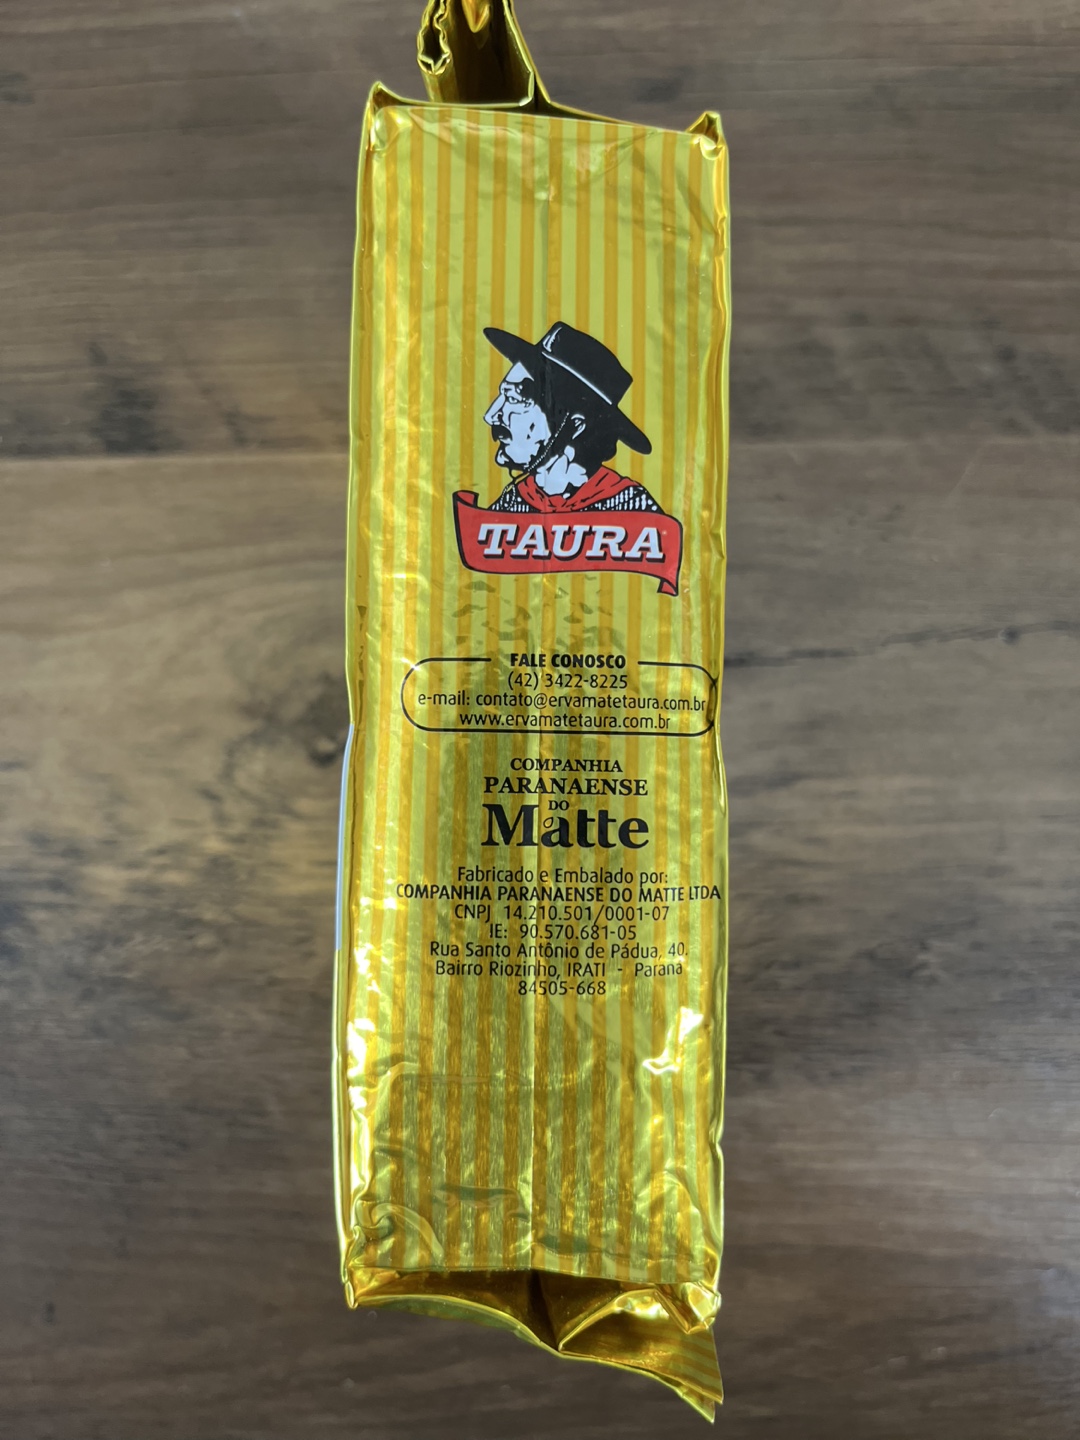 TAURA
FALE CONOSCO
(42) 3422-8225
e-mail: contato@ervamatetaura.com.br
www.ervamatetaura.com.br
COMPANHIA
PARANAENSE
DO
Matte
Fabricado e Embalado por:
COMPANHIA PARANAENSE DO MATTE LTDA
CNPJ 14.210.501/0001-07
IE: 90.570.681-05
Rua Santo Antônio de Pádua, 40.
Bairro Riozinho, IRATI - Paraná
84505-668